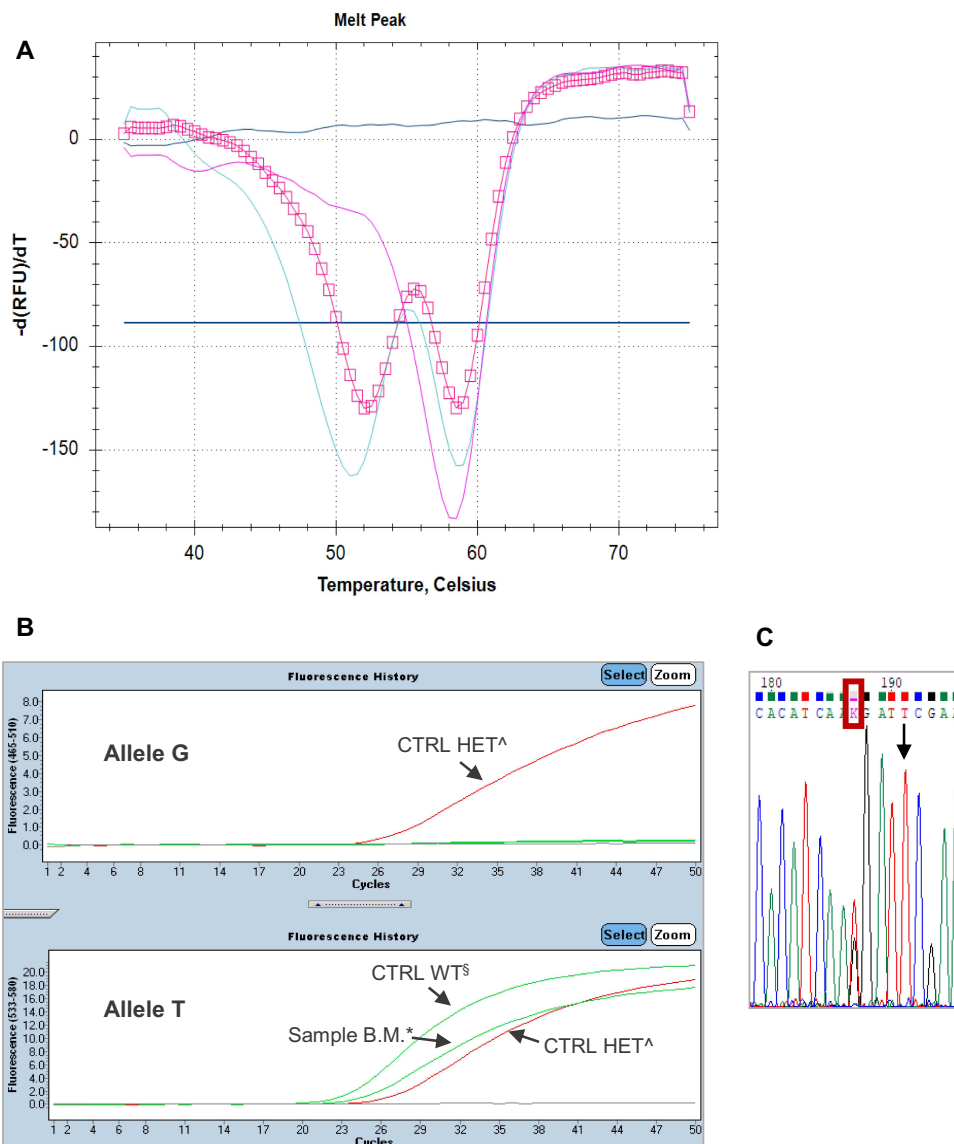 Melt Peak
A
0
-50
-100
-150
-d(RFU)/dT
40 50 60 70
Temperature, Celsius
B
Fluorescence History
Select Zoom
Fluorescence (465-510)
8.0
7.0
6.0
5.0
4.0
3.0
2.0
1.0
0.0
Allele G
CTRL HET^
1 2 4 6 8 10 12 14 17 20 23 26 29 32 35 38 41 44 47 50
Cycles
Fluorescence History
Select Zoom
Fluorescence (533-580)
20.0
18.0
16.0
14.0
12.0
10.0
8.0
6.0
4.0
2.0
0.0
Allele T
CTRL WT§
Sample B.M.*
CTRL HET^
1 2 4 6 8 10 12 14 17 20 23 26 29 32 35 38 41 44 47 50
Cycles
C
180 190
CACATCAAKGATTCGAA